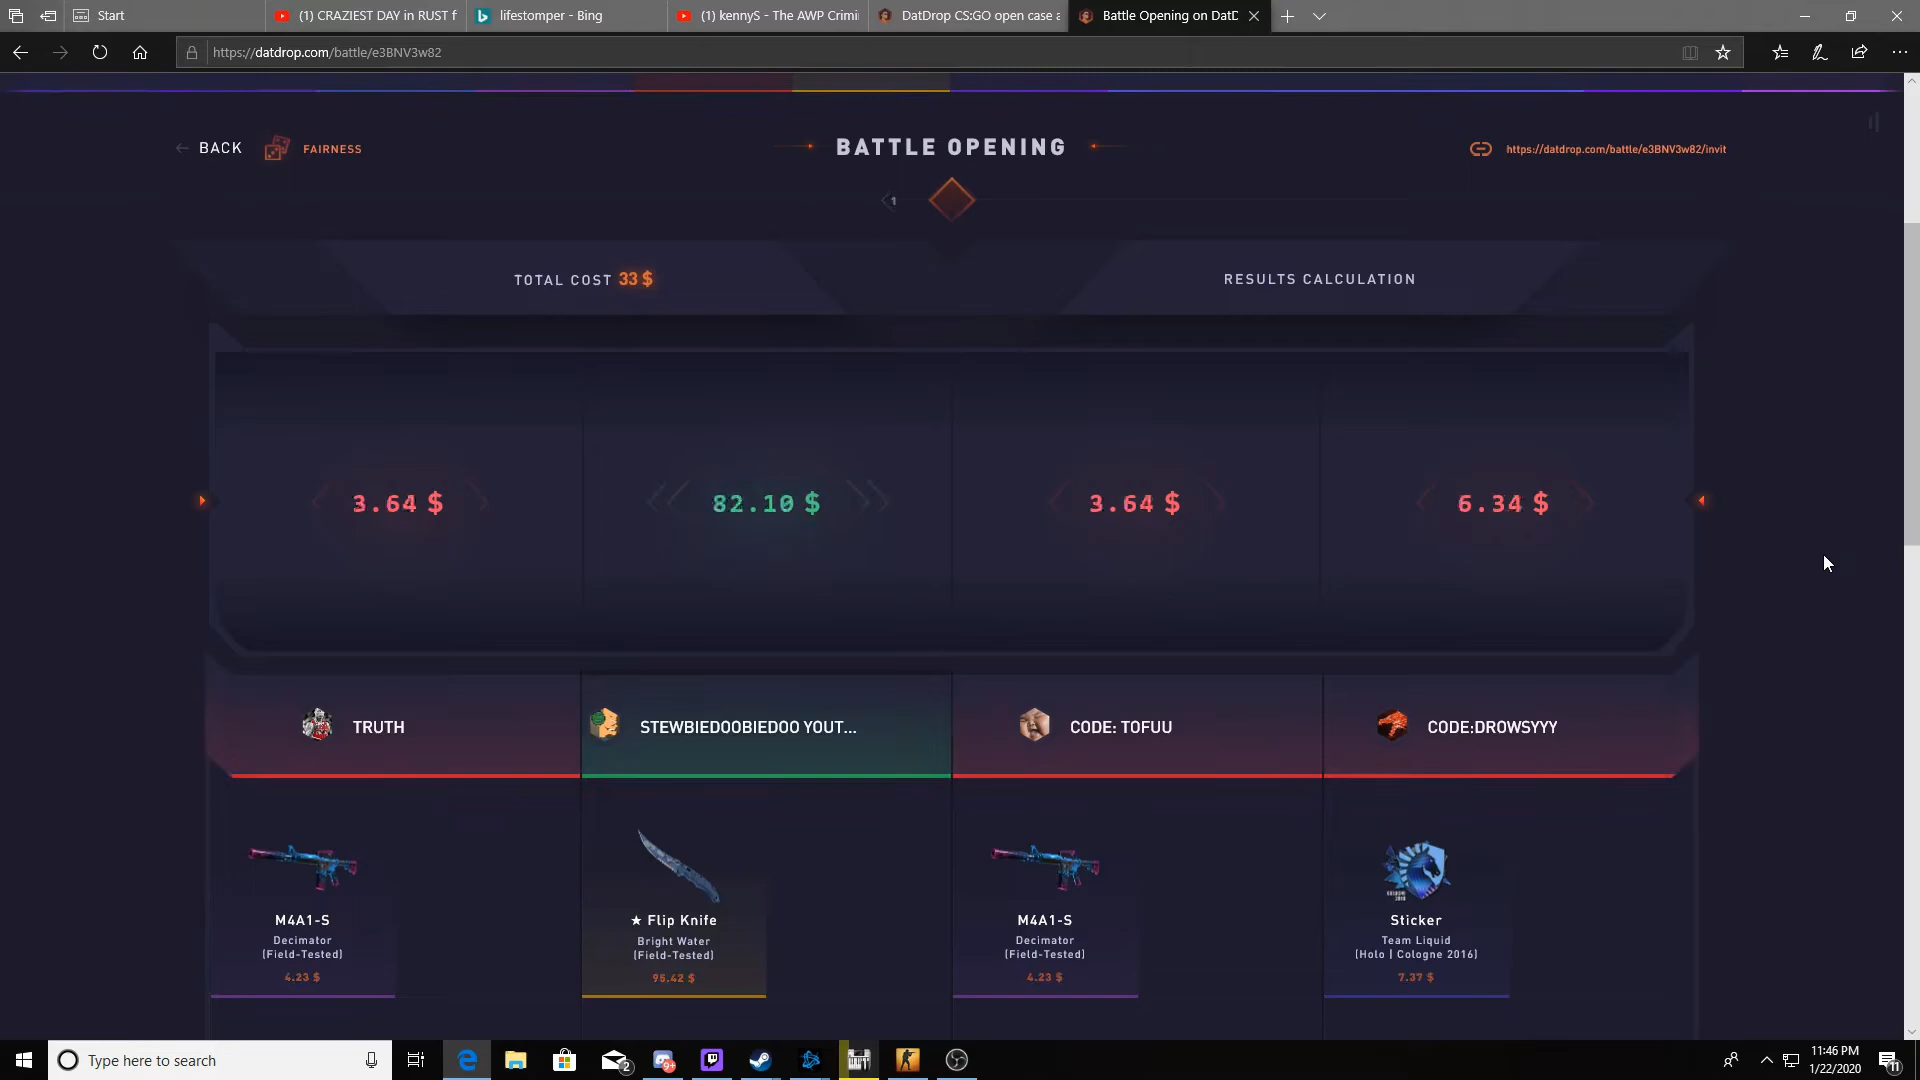 Start
(1) CRAZIEST DAY in RUST f
lifestomper - Bing
(1) kennyS - The AWP Crimi
DatDrop CS:GO open case a
Battle Opening on DatD
https://datdrop.com/battle/e3BNV3w82
BACK
FAIRNESS
BATTLE OPENING
https://datdrop.com/battle/e3BNV3w82/invit
1
TOTAL COST 33 $
RESULTS CALCULATION
3.64 $
82.10 $
3.64 $
6.34 $
TRUTH
STEWBIEDOOBIEDOO YOUT...
CODE: TOFUU
CODE:DROWSYYY
M4A1-S
Decimator
(Field-Tested)
4.23 $
★ Flip Knife
Bright Water
(Field-Tested)
95.42 $
M4A1-S
Decimator
(Field-Tested)
4.23 $
Sticker
Team Liquid
(Holo | Cologne 2016)
7.37 $
Type here to search
2
9+
11:46 PM
1/22/2020
11